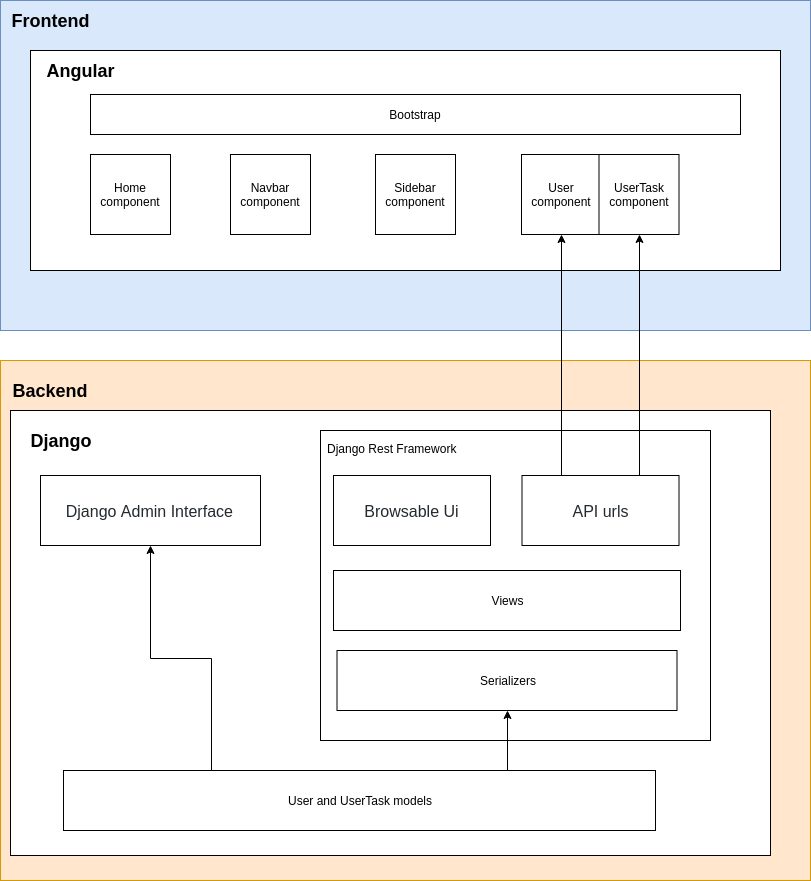 Frontend
Angular
Bootstrap
Home
component
Navbar
component
Sidebar
component
User
component
UserTask
component
Backend
Django
Django Rest Framework
Django Admin Interface
Browsable Ui
API urls
Views
Serializers
User and UserTask models